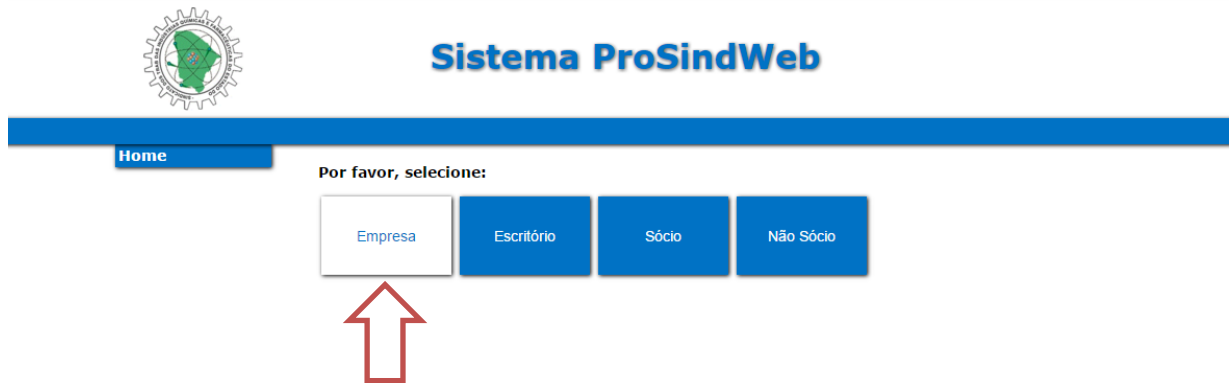 Sistema ProSindWeb
Home
Por favor, selecione:
Empresa
Escritório
Sócio
Não Sócio